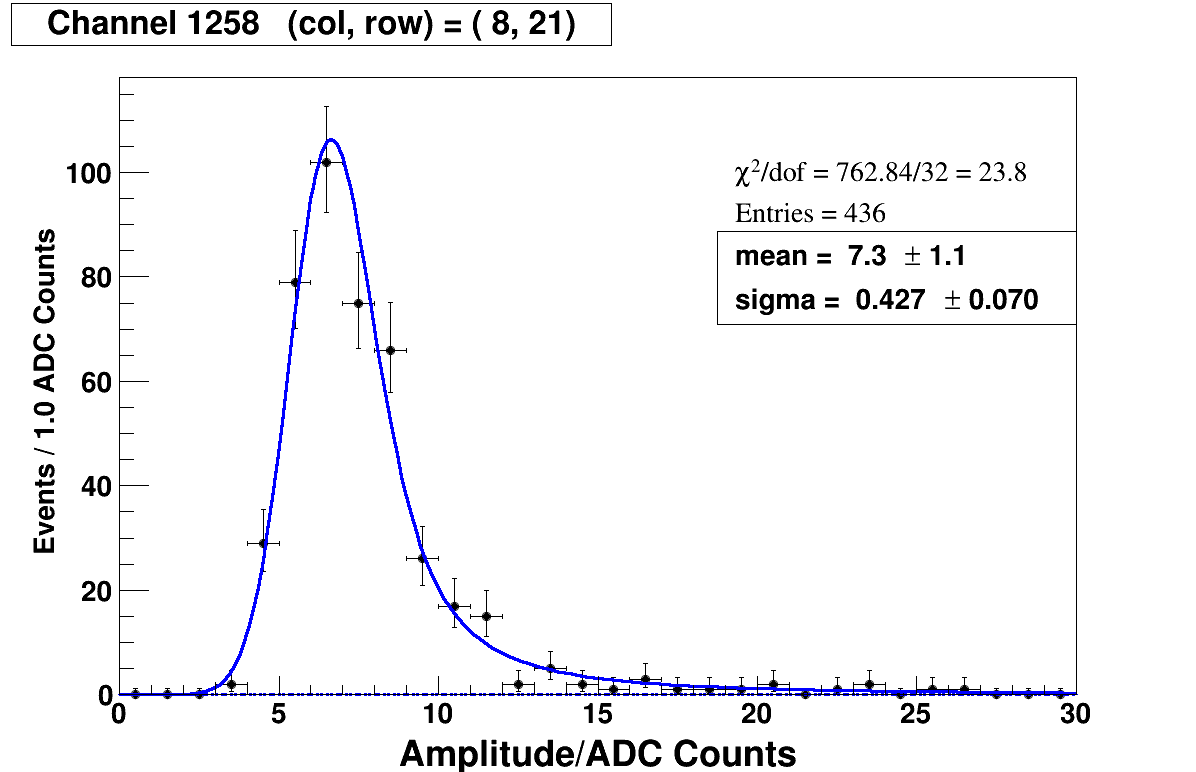 Channel 1258 (col, row) = ( 8, 21)
χ²/dof = 762.84/32 = 23.8
Entries = 436
mean = 7.3 ± 1.1
sigma = 0.427 ± 0.070
Events / 1.0 ADC Counts
100
80
60
40
20
0
0 5 10 15 20 25 30
Amplitude/ADC Counts